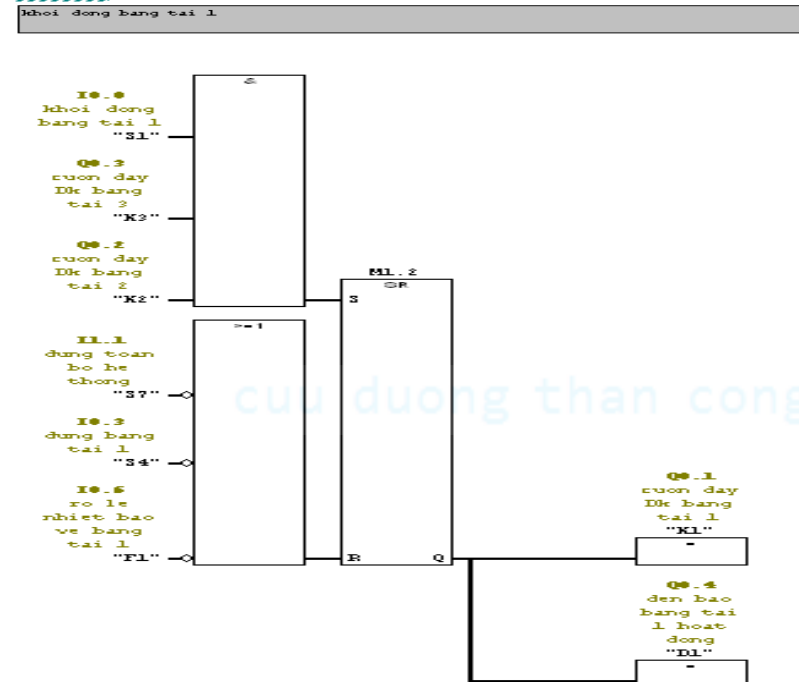 khoi dong bang tai 1
&
I0.0
khoi dong
bang tai 1
"S1"
Q0.3
cuon day
Dk bang
tai 3
"K3"
Q0.2
cuon day
Dk bang
tai 2
"K2"
M1.2
SR
S
>=1
I1.1
dung toan
bo he
thong
"S7"
cuu duong than cong
I0.3
dung bang
tai 1
"S4"
I0.6
ro le
nhiet bao
ve bang
tai 1
"F1"
R
Q
Q0.1
cuon day
Dk bang
tai 1
"K1"
=
Q0.4
den bao
bang tai
1 hoat
dong
"D1"
=